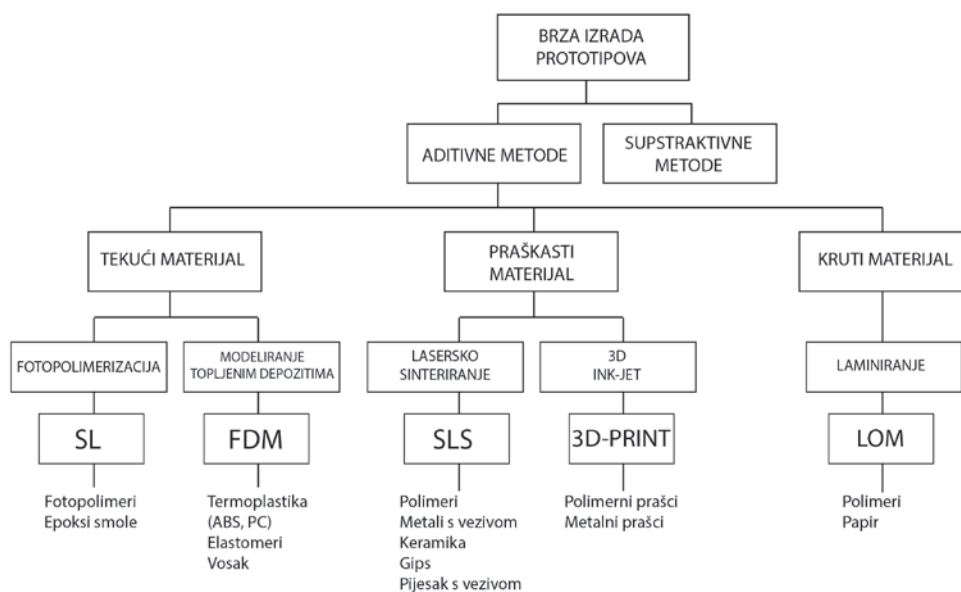 BRZA IZRADA
PROTOTIPOVA
ADITIVNE METODE
SUPSTRAKTIVNE
METODE
TEKUĆI MATERIJAL
PRAŠKASTI
MATERIJAL
KRUTI MATERIJAL
FOTOPOLIMERIZACIJA
MODELIRANJE
TOPLJENIM DEPOZITIMA
LASERSKO
SINTERIRANJE
3D
INK-JET
LAMINIRANJE
SL
FDM
SLS
3D-PRINT
LOM
Fotopolimeri
Epoksi smole
Termoplastika
(ABS, PC)
Elastomeri
Vosak
Polimeri
Metali s vezivom
Keramika
Gips
Pijesak s vezivom
Polimerni prašci
Metalni prašci
Polimeri
Papir